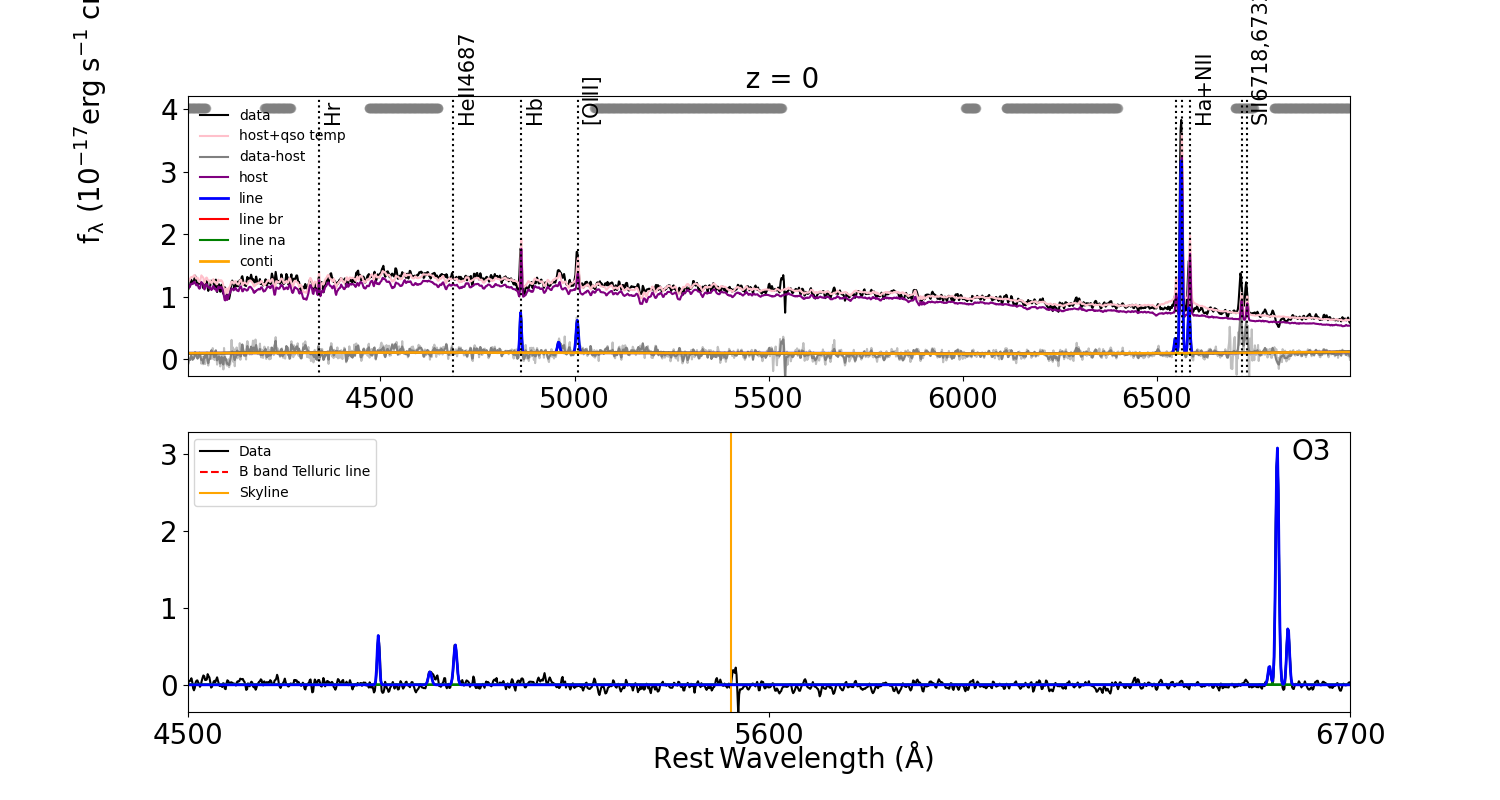 z = 0
f_λ (10^{-17} erg s^{-1} c
Hr
HeII4687
Hb
[OIII]
Ha+NII
SII6718,673
data
host+qso temp
data-host
host
line
line br
line na
conti
4
3
2
1
0
4500
5000
5500
6000
6500
Data
B band Telluric line
Skyline
O3
3
2
1
0
4500
5600
6700
Rest Wavelength (Å)